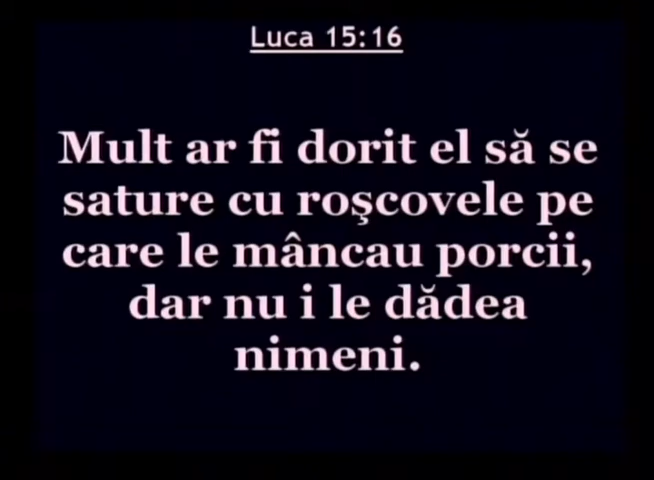 Luca 15:16
Mult ar fi dorit el să se
sature cu roşcovele pe
care le mâncau porcii,
dar nu i le dădea
nimeni.